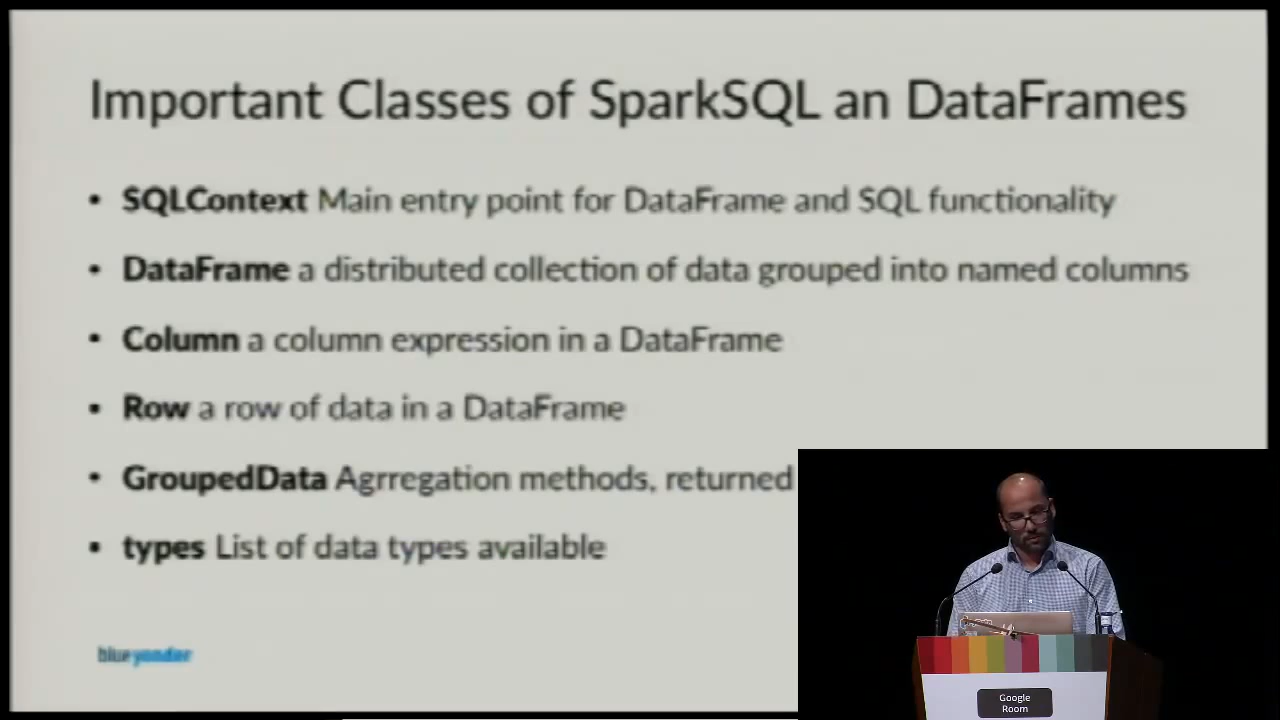 Important Classes of SparkSQL an DataFrames
• SQLContext Main entry point for DataFrame and SQL functionality
• DataFrame a distributed collection of data grouped into named columns
• Column a column expression in a DataFrame
• Row a row of data in a DataFrame
• GroupedData Agrregation methods, returned
• types List of data types available
blueyonder
Google
Room